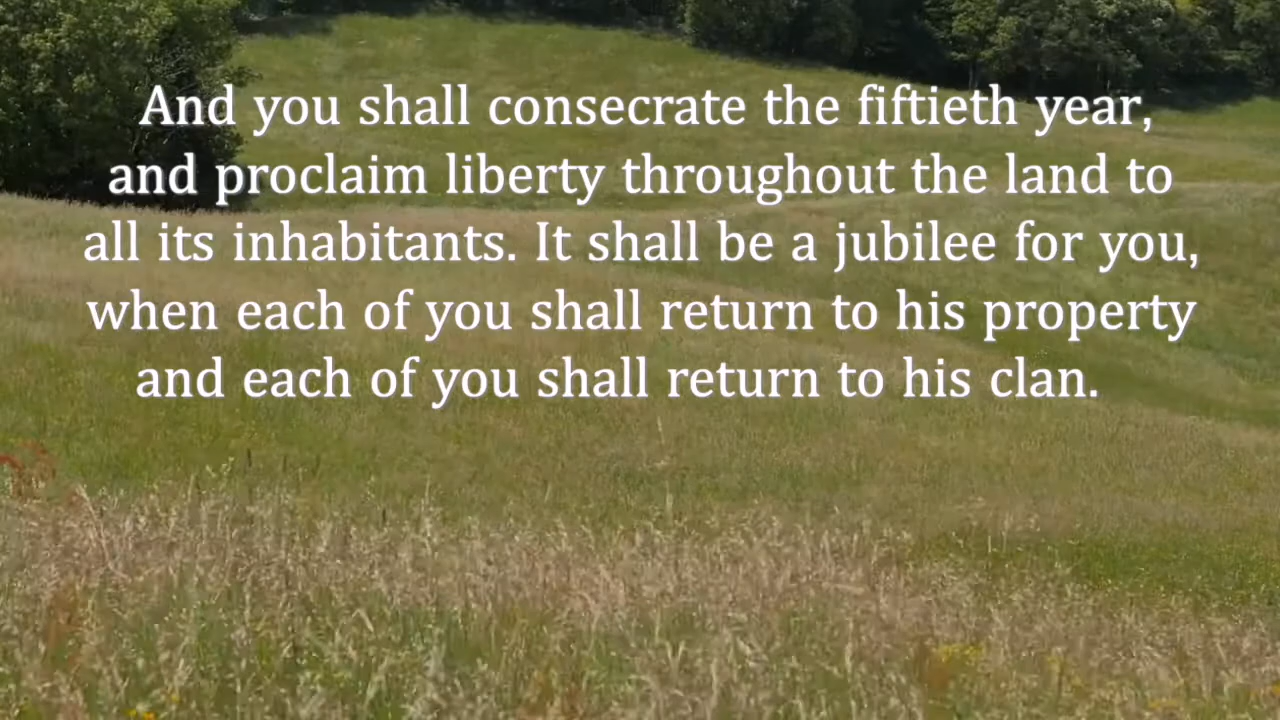 And you shall consecrate the fiftieth year,
and proclaim liberty throughout the land to
all its inhabitants. It shall be a jubilee for you,
when each of you shall return to his property
and each of you shall return to his clan.